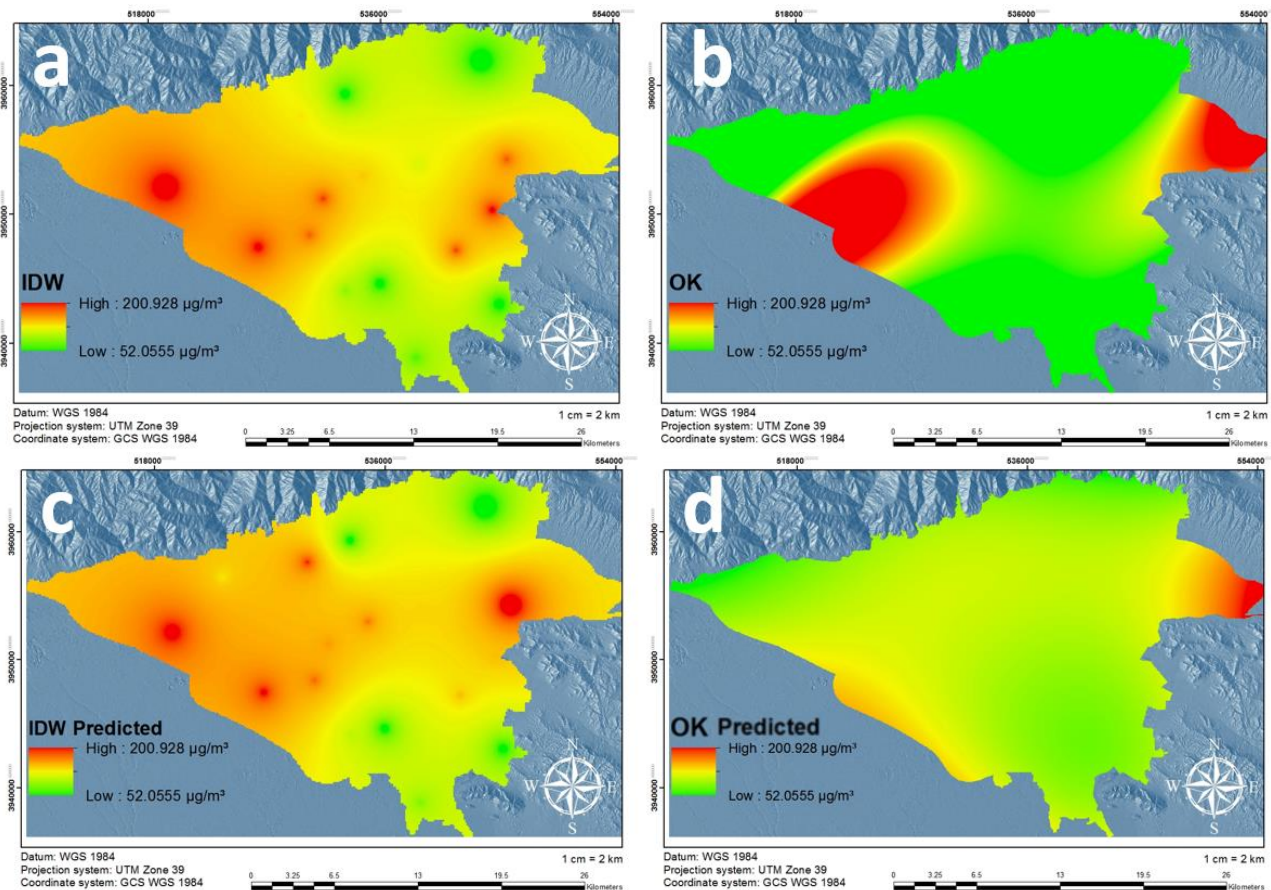 518000 536000 554000
a
3960000
3950000
3940000
IDW
High : 200.928 µg/m³
Low : 52.0555 µg/m³
N
W E
S
Datum: WGS 1984
Projection system: UTM Zone 39
Coordinate system: GCS WGS 1984
1 cm = 2 km
0 3.25 6.5 13 19.5 26
Kilometers
518000 536000 554000
b
3960000
3950000
3940000
OK
High : 200.928 µg/m³
Low : 52.0555 µg/m³
N
W E
S
Datum: WGS 1984
Projection system: UTM Zone 39
Coordinate system: GCS WGS 1984
1 cm = 2 km
0 3.25 6.5 13 19.5 26
Kilometers
518000 536000 554000
c
3960000
3950000
3940000
IDW Predicted
High : 200.928 µg/m³
Low : 52.0555 µg/m³
N
W E
S
Datum: WGS 1984
Projection system: UTM Zone 39
Coordinate system: GCS WGS 1984
1 cm = 2 km
0 3.25 6.5 13 19.5 26
Kilometers
518000 536000 554000
d
3960000
3950000
3940000
OK Predicted
High : 200.928 µg/m³
Low : 52.0555 µg/m³
N
W E
S
Datum: WGS 1984
Projection system: UTM Zone 39
Coordinate system: GCS WGS 1984
1 cm = 2 km
0 3.25 6.5 13 19.5 26
Kilometers